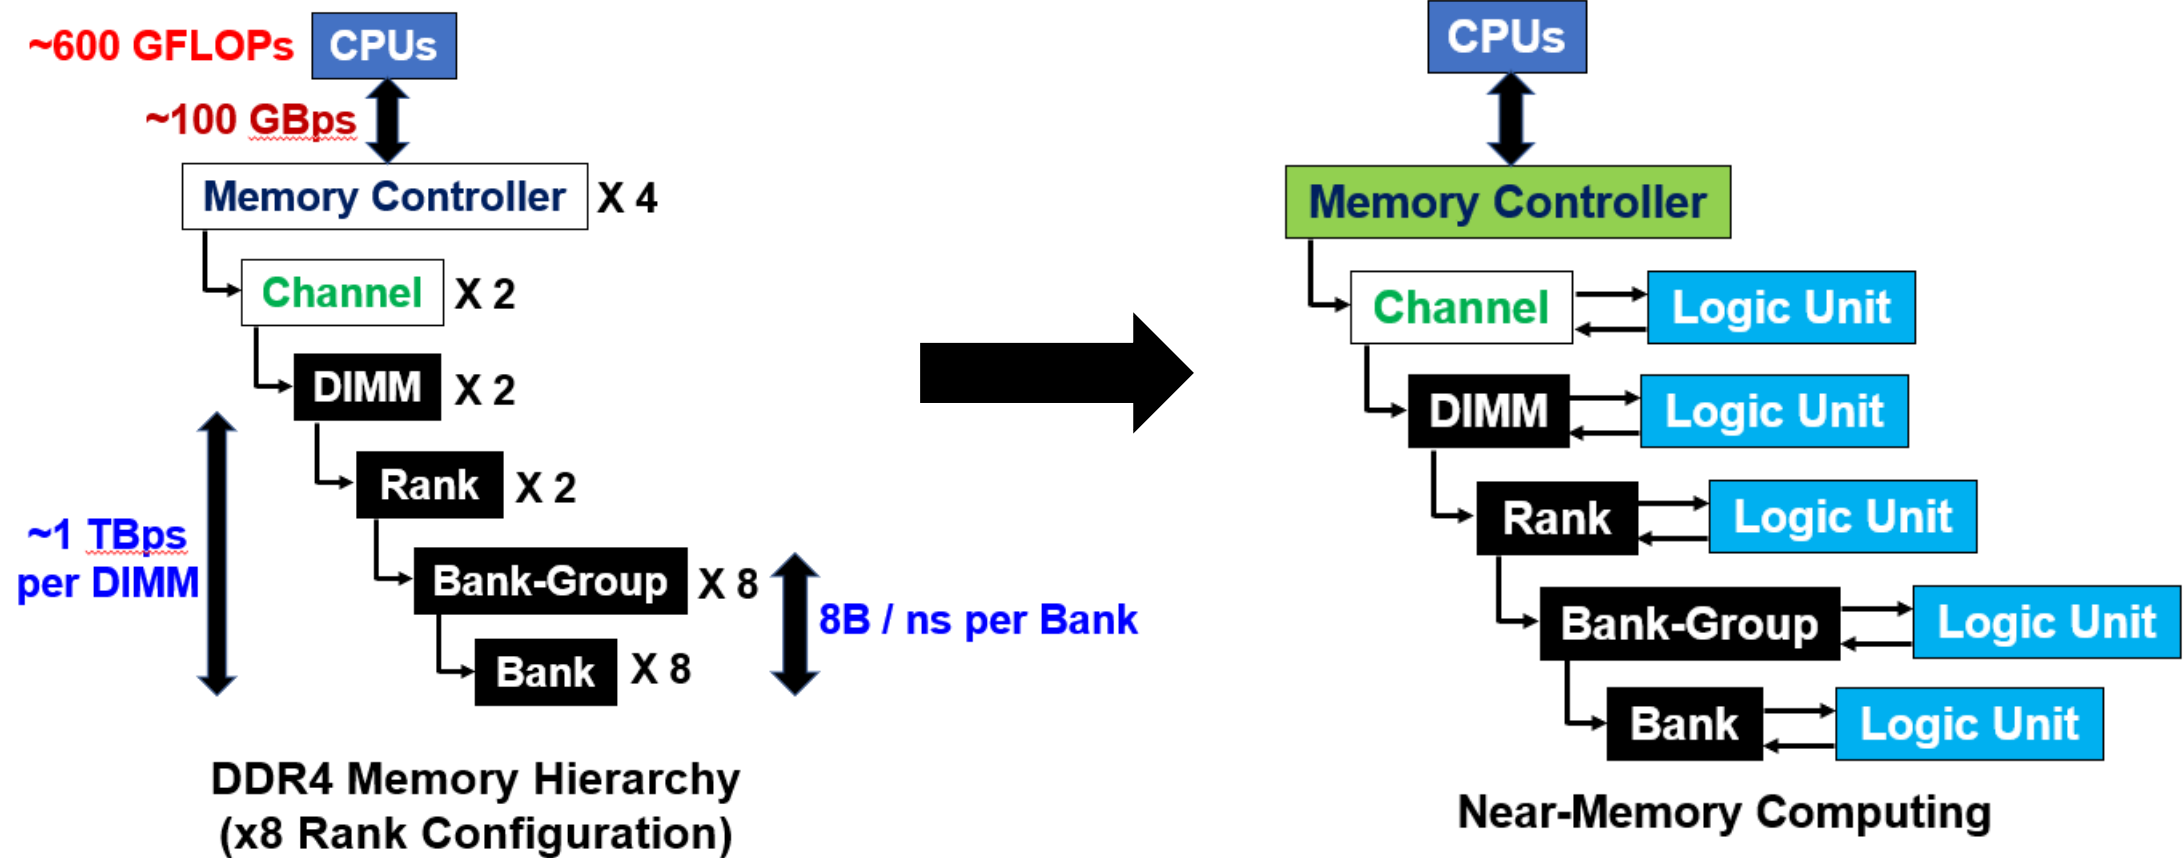 ~600 GFLOPs
CPUs
~100 GBps
Memory Controller X 4
Channel X 2
DIMM X 2
Rank X 2
~1 TBps
per DIMM
Bank-Group X 8
8B / ns per Bank
Bank X 8
DDR4 Memory Hierarchy
(x8 Rank Configuration)
CPUs
Memory Controller
Channel
Logic Unit
DIMM
Logic Unit
Rank
Logic Unit
Bank-Group
Logic Unit
Bank
Logic Unit
Near-Memory Computing